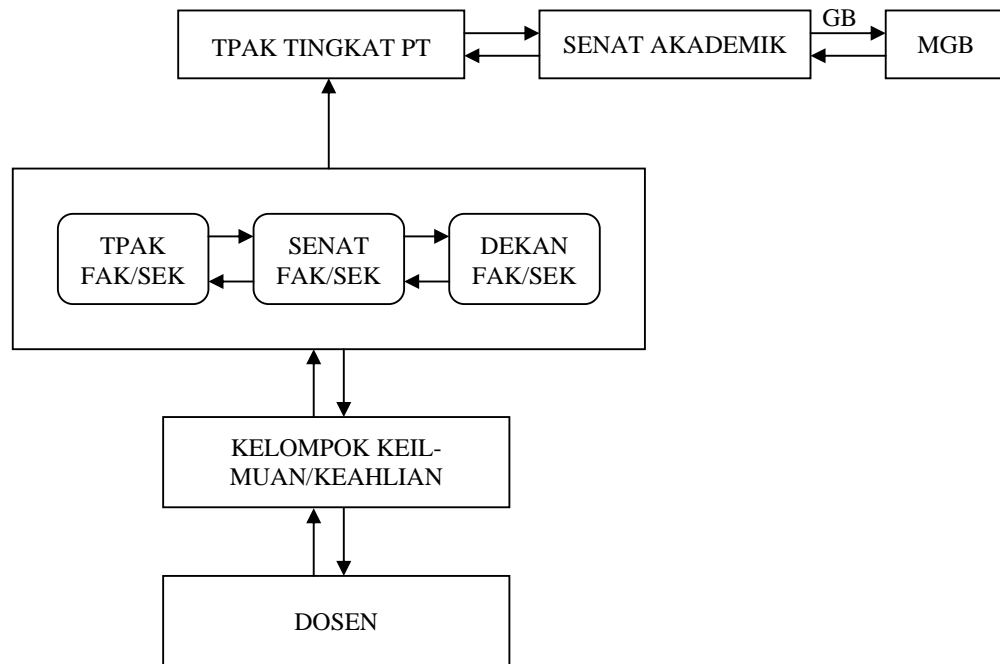 TPAK TINGKAT PT
SENAT AKADEMIK
GB
MGB
TPAK
FAK/SEK
SENAT
FAK/SEK
DEKAN
FAK/SEK
KELOMPOK KEIL-
MUAN/KEAHLIAN
DOSEN